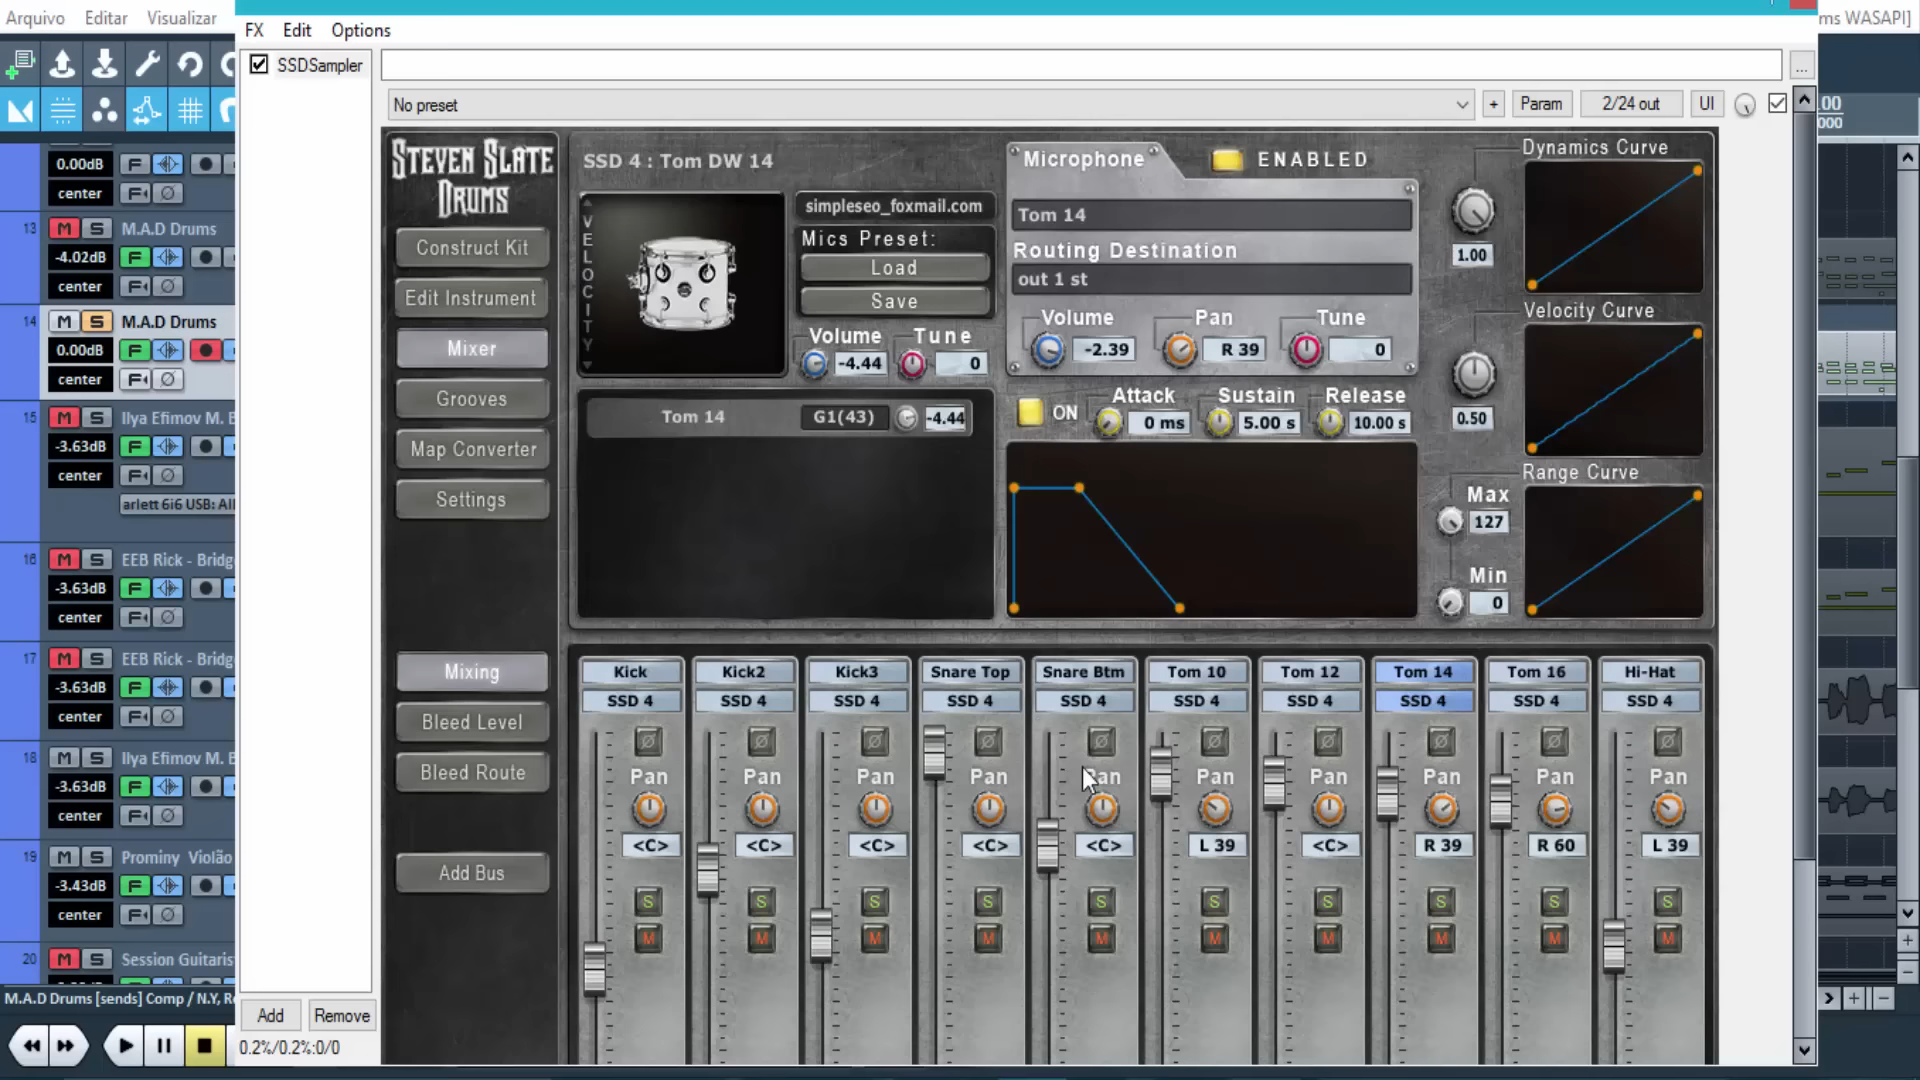 Arquivo Editar Visualizar
ms WASAPI]
FX Edit Options
SSDSampler
...
No preset
+ Param 2/24 out UI
.00
000
0.00dB F
center F
13 M S M.A.D Drums
-4.02dB F
center F
14 M S M.A.D Drums
0.00dB F
center F
15 M S Ilya Efimov M. B
-3.63dB F
center F
arlett 6i6 USB: All
16 M S EEB Rick - Bridg
-3.63dB F
center F
17 M S EEB Rick - Bridg
-3.63dB F
center F
18 M S Ilya Efimov M. B
-3.63dB F
center F
19 M S Prominy Violão
-3.43dB F
center F
20 M S Session Guitaris
M.A.D Drums [sends] Comp / N.Y, Re
Add Remove
0.2%/0.2%:0/0
STEVEN SLATE
DRUMS
Construct Kit
Edit Instrument
Mixer
Grooves
Map Converter
Settings
Mixing
Bleed Level
Bleed Route
Add Bus
SSD 4 : Tom DW 14
VELOCITY
simpleseo_foxmail.com
Mics Preset:
Load
Save
Volume Tune
-4.44 0
Tom 14 G1(43) -4.44
Microphone ENABLED
Tom 14
Routing Destination
out 1 st
Volume Pan Tune
-2.39 R 39 0
ON Attack Sustain Release
0 ms 5.00 s 10.00 s
Dynamics Curve
1.00
Velocity Curve
0.50
Range Curve
Max
127
Min
0
Kick Kick2 Kick3 Snare Top Snare Btm Tom 10 Tom 12 Tom 14 Tom 16 Hi-Hat
SSD 4 SSD 4 SSD 4 SSD 4 SSD 4 SSD 4 SSD 4 SSD 4 SSD 4 SSD 4
Pan Pan Pan Pan Pan Pan Pan Pan Pan Pan
<C> <C> <C> <C> <C> L 39 <C> R 39 R 60 L 39
S S S S S S S S S S
M M M M M M M M M M